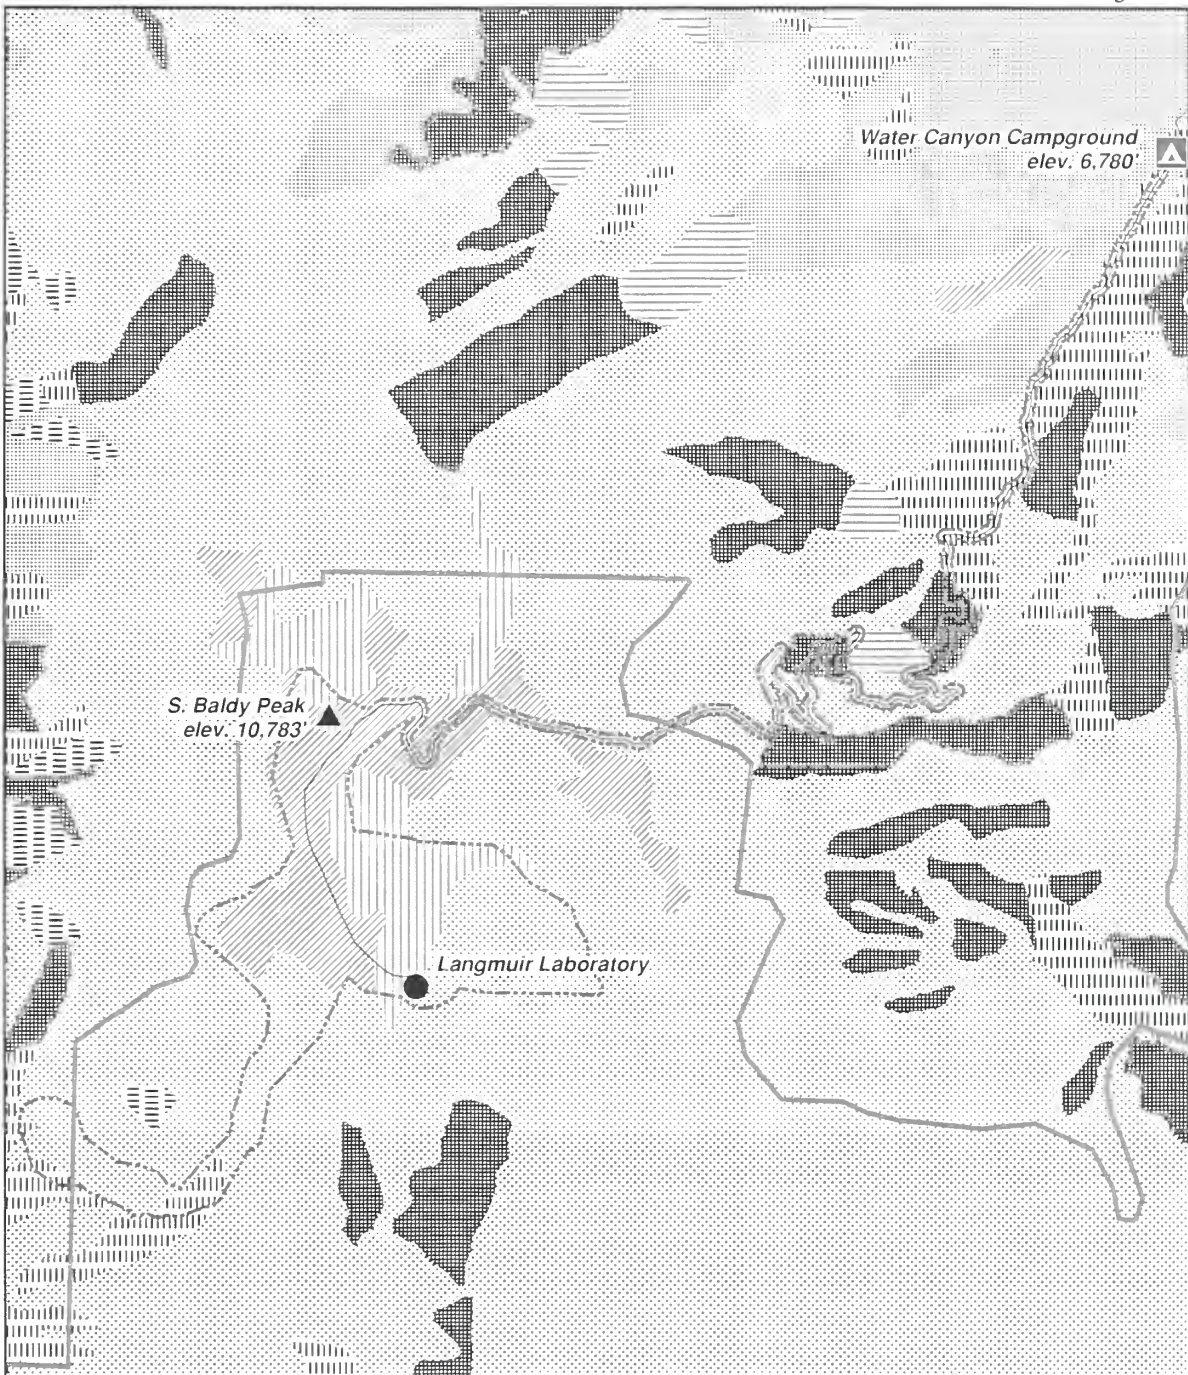 Water Canyon Campground
elev. 6,780'
S. Baldy Peak
elev. 10,783'
Langmuir Laboratory